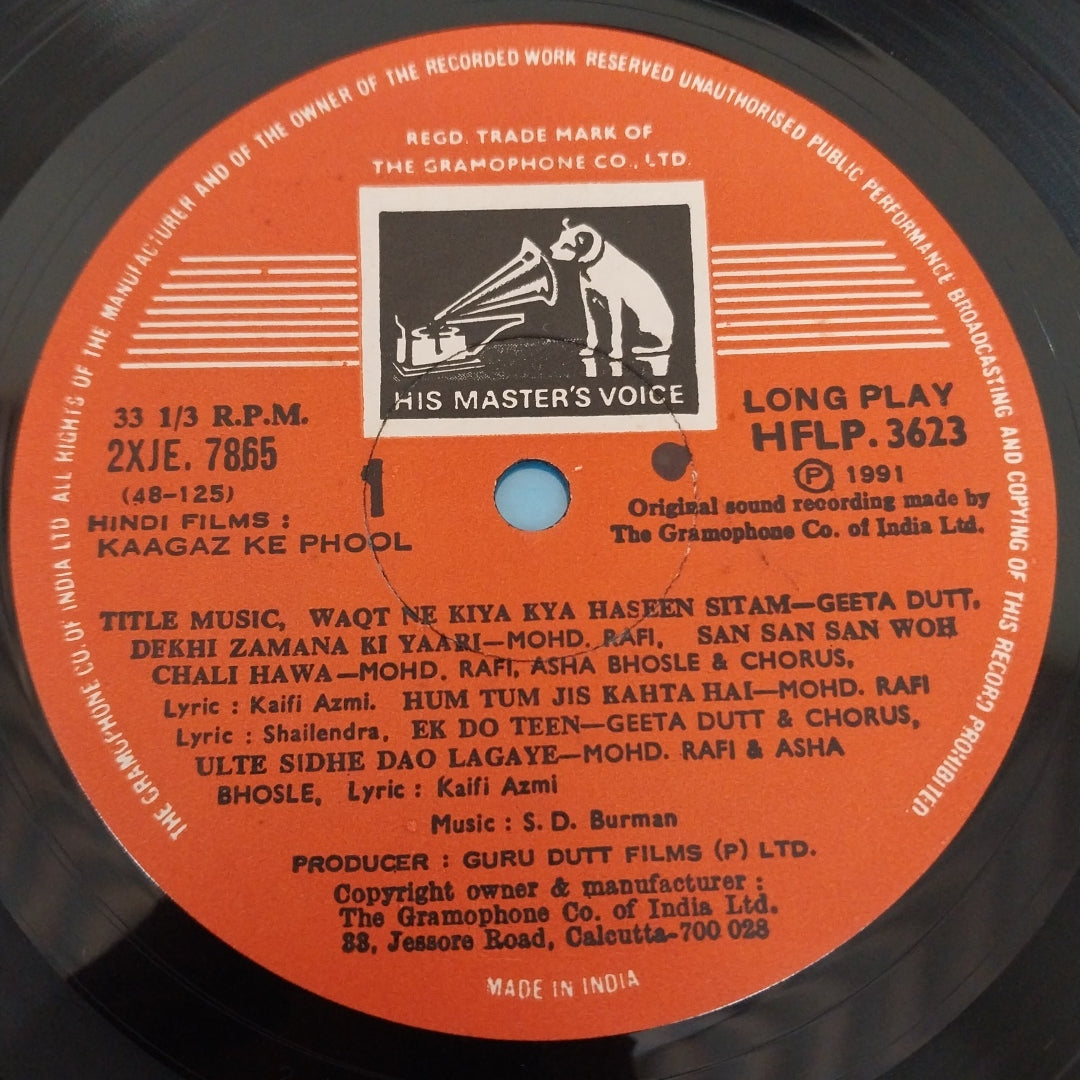 THE GRAMOPHONE CO. OF INDIA LTD ALL RIGHTS OF THE MANUFACTURER AND OF THE OWNER OF THE RECORDED WORK RESERVED UNAUTHORISED PUBLIC PERFORMANCE BROADCASTING AND COPYING OF THIS RECORD PROHIBITED
REGD. TRADE MARK OF
THE GRAMOPHONE CO., LTD.
HIS MASTER'S VOICE
33 1/3 R.P.M.
2XJE. 7865
(48-125)
1
LONG PLAY
HFLP. 3623
Ⓟ 1991
Original sound recording made by
The Gramophone Co. of India Ltd.
HINDI FILMS :
KAAGAZ KE PHOOL
TITLE MUSIC, WAQT NE KIYA KYA HASEEN SITAM—GEETA DUTT,
DEKHI ZAMANA KI YAARI—MOHD. RAFI, SAN SAN SAN WOH
CHALI HAWA—MOHD. RAFI, ASHA BHOSLE & CHORUS,
Lyric : Kaifi Azmi. HUM TUM JIS KAHTA HAI—MOHD. RAFI
Lyric : Shailendra, EK DO TEEN—GEETA DUTT & CHORUS,
ULTE SIDHE DAO LAGAYE—MOHD. RAFI & ASHA
BHOSLE, Lyric : Kaifi Azmi
Music : S. D. Burman
PRODUCER : GURU DUTT FILMS (P) LTD.
Copyright owner & manufacturer :
The Gramophone Co. of India Ltd.
33, Jessore Road, Calcutta-700 028
MADE IN INDIA